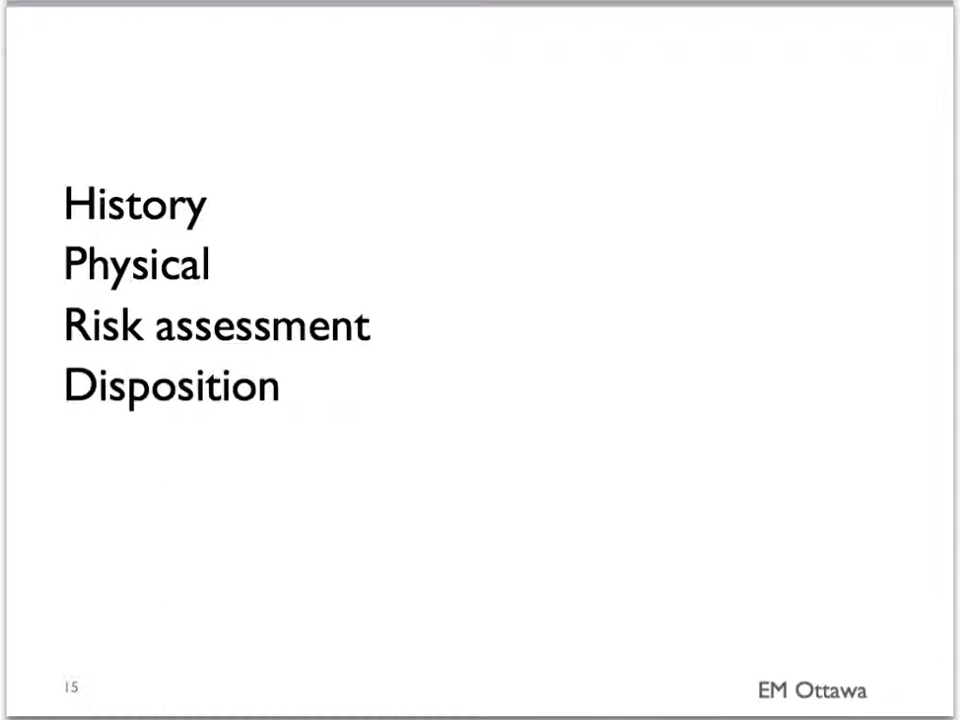 History
Physical
Risk assessment
Disposition
15
EM Ottawa